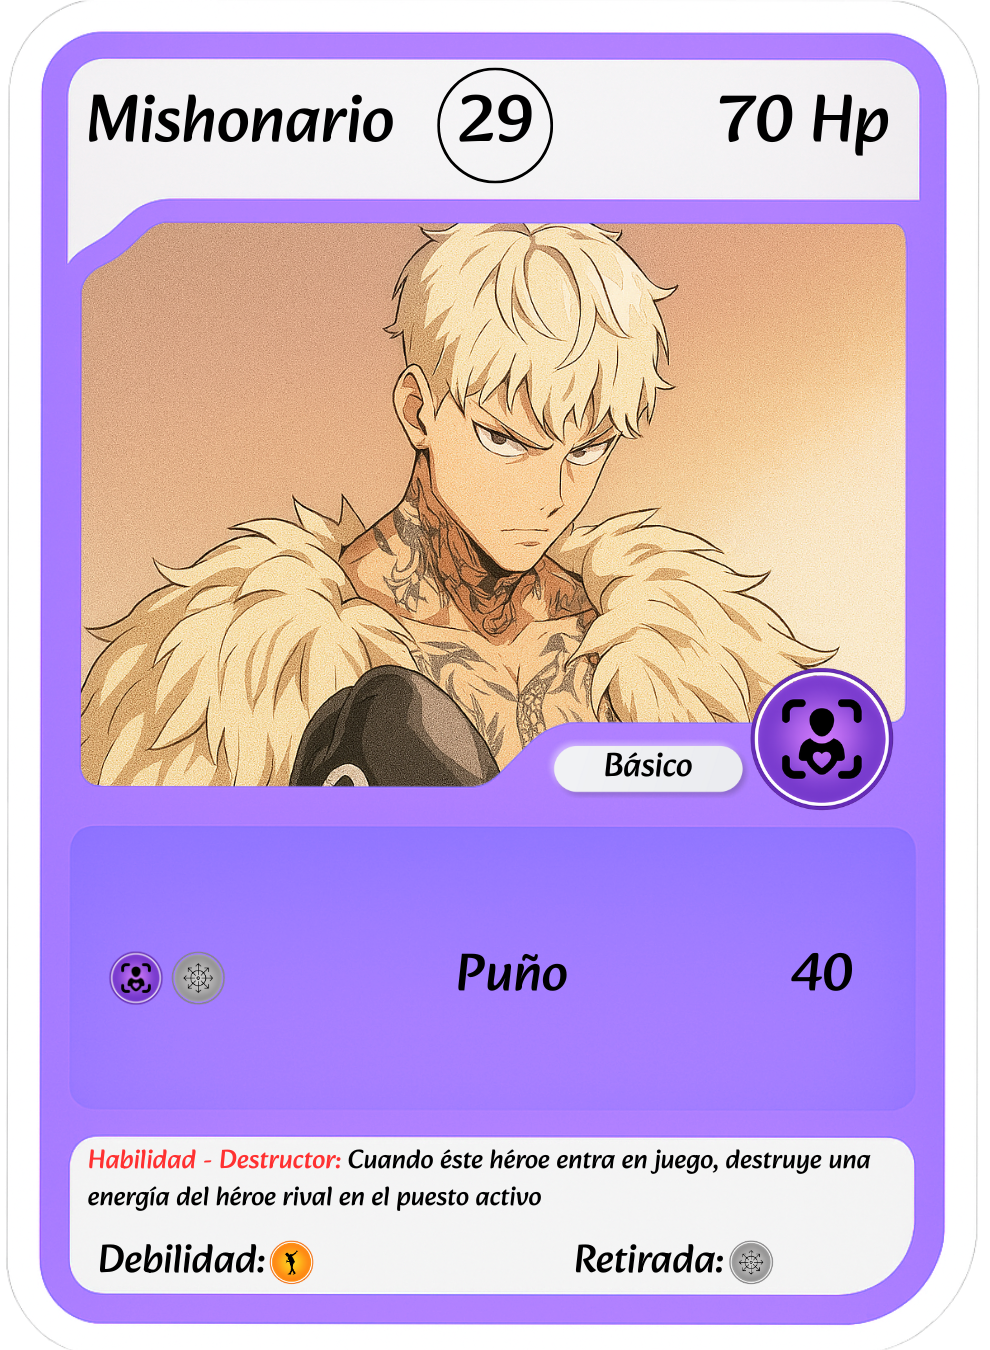 Mishonario 29 70 Hp
Básico
Puño 40
Habilidad - Destructor: Cuando éste héroe entra en juego, destruye una
energía del héroe rival en el puesto activo
Debilidad: Retirada: